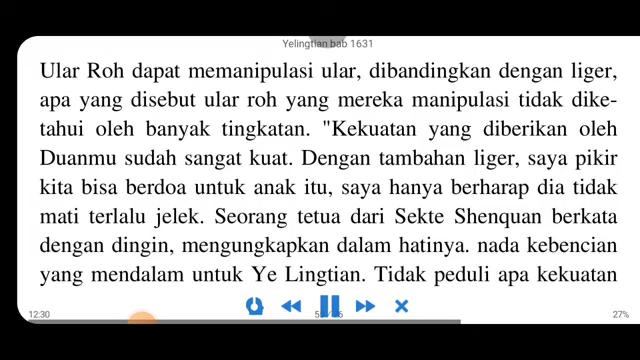 Yelingtian bab 1631
Ular Roh dapat memanipulasi ular, dibandingkan dengan liger,
apa yang disebut ular roh yang mereka manipulasi tidak dike-
tahui oleh banyak tingkatan. "Kekuatan yang diberikan oleh
Duanmu sudah sangat kuat. Dengan tambahan liger, saya pikir
kita bisa berdoa untuk anak itu, saya hanya berharap dia tidak
mati terlalu jelek. Seorang tetua dari Sekte Shenquan berkata
dengan dingin, mengungkapkan dalam hatinya. nada kebencian
yang mendalam untuk Ye Lingtian. Tidak peduli apa kekuatan
12:30
27%